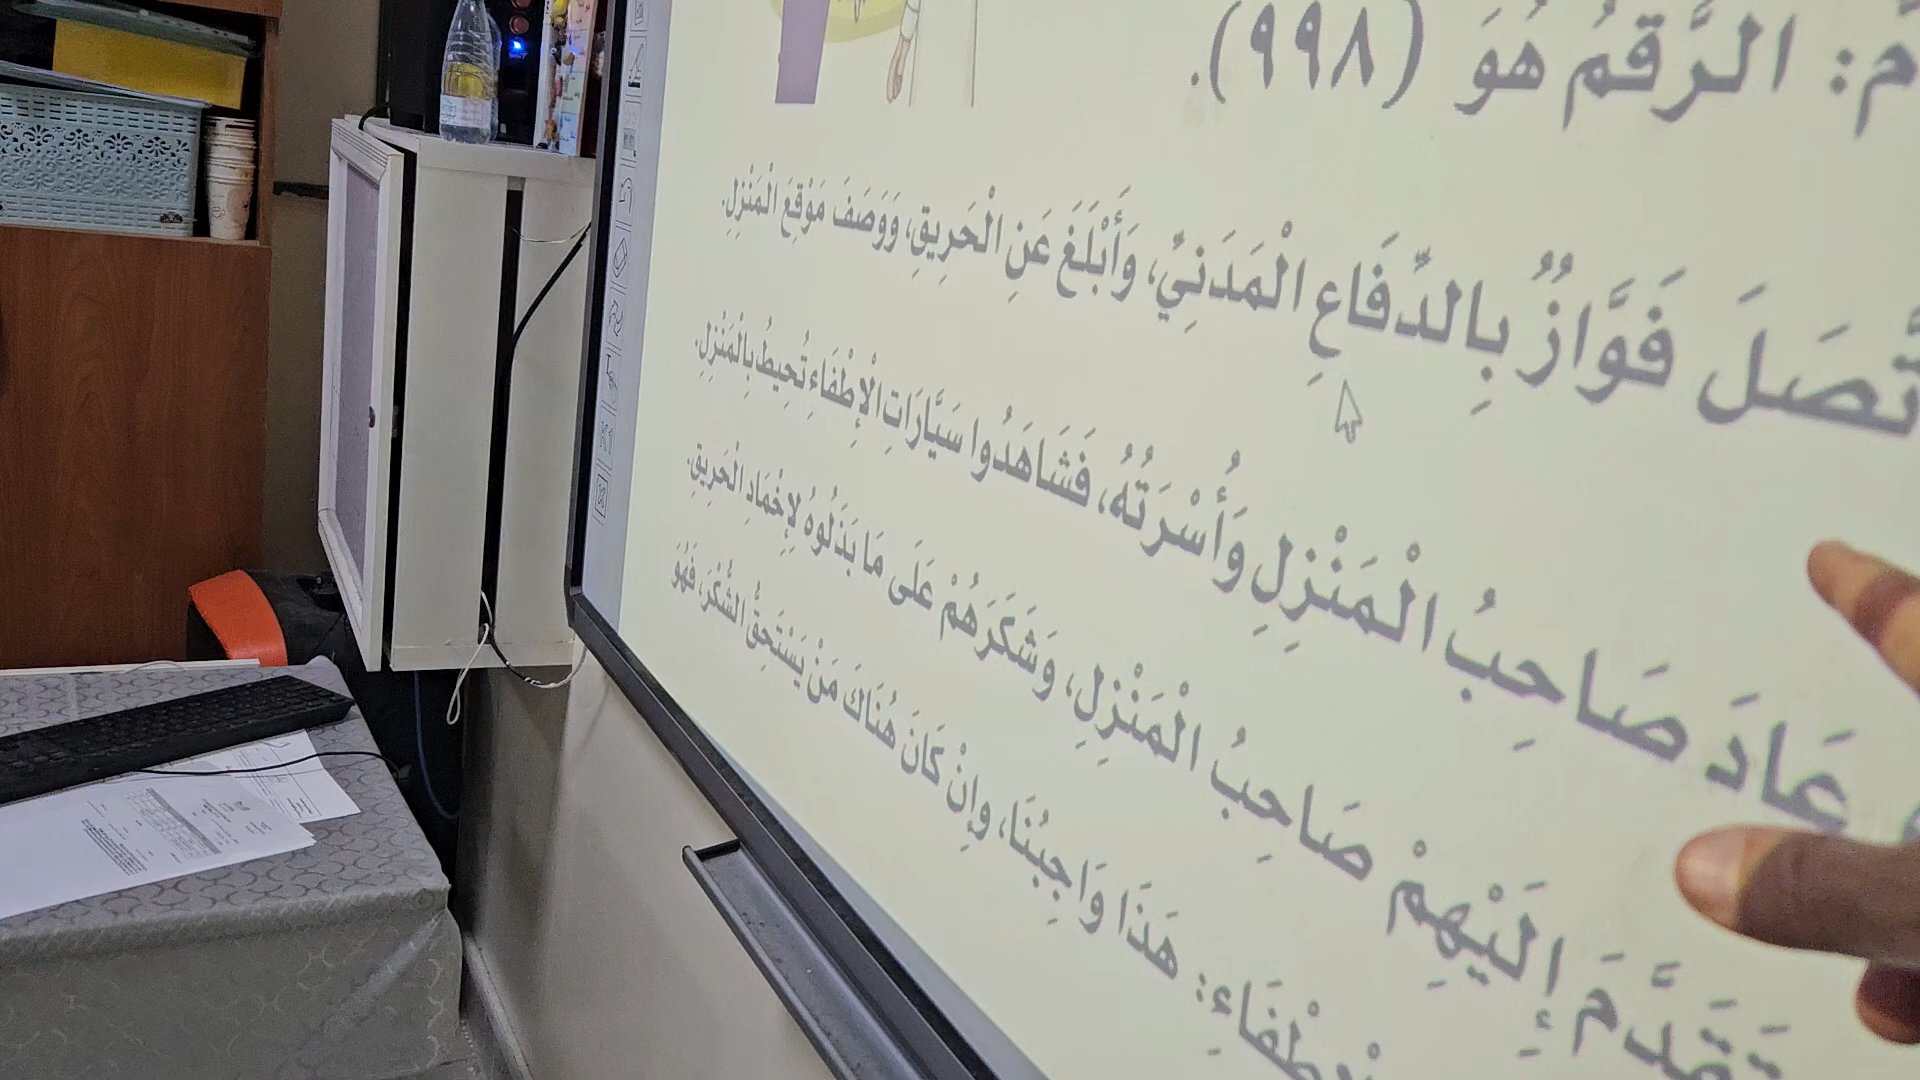 الرَّقْمُ هُوَ (٩٩٨).
فَوَّازٌ بِالدِّفَاعِ الْمَدَنِيِّ، وَأَبْلَغَ عَنِ الْحَرِيقِ، وَوَصَفَ مَوْقِعَ الْمَنْزِلِ.
عَادَ صَاحِبُ الْمَنْزِلِ وَأُسْرَتُهُ، فَشَاهَدُوا سَيَّارَاتِ الْإِطْفَاءِ تُحِيطُ بِالْمَنْزِلِ.
تَقَدَّمَ إِلَيْهِمْ صَاحِبُ الْمَنْزِلِ، وَشَكَرَهُمْ عَلَى مَا بَذَلُوهُ لِإِخْمَادِ الْحَرِيقِ.
هَذَا وَاجِبُنَا، وَإِنْ كَانَ هُنَاكَ مَنْ يَسْتَحِقُّ الشُّكْرَ، فَهُوَ